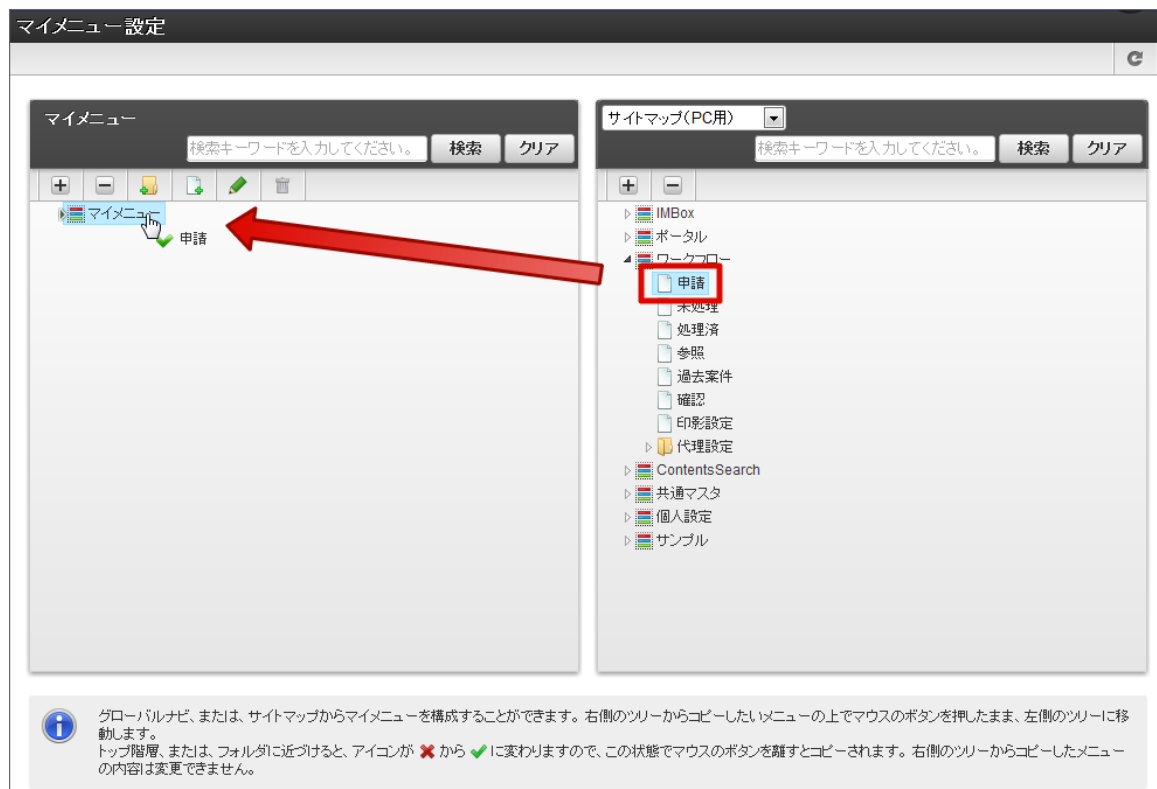 マイメニュー設定
マイメニュー
検索キーワードを入力してください。 検索 クリア
マイメニュー
申請
サイトマップ(PC用)
検索キーワードを入力してください。 検索 クリア
IMBox
ポータル
ワークフロー
申請
未処理
処理済
参照
過去案件
確認
印影設定
代理設定
ContentsSearch
共通マスタ
個人設定
サンプル
グローバルナビ、または、サイトマップからマイメニューを構成することができます。右側のツリーからコピーしたいメニューの上でマウスのボタンを押したまま、左側のツリーに移
動します。
トップ階層、または、フォルダに近づけると、アイコンが から に変わりますので、この状態でマウスのボタンを離すとコピーされます。右側のツリーからコピーしたメニュー
の内容は変更できません。